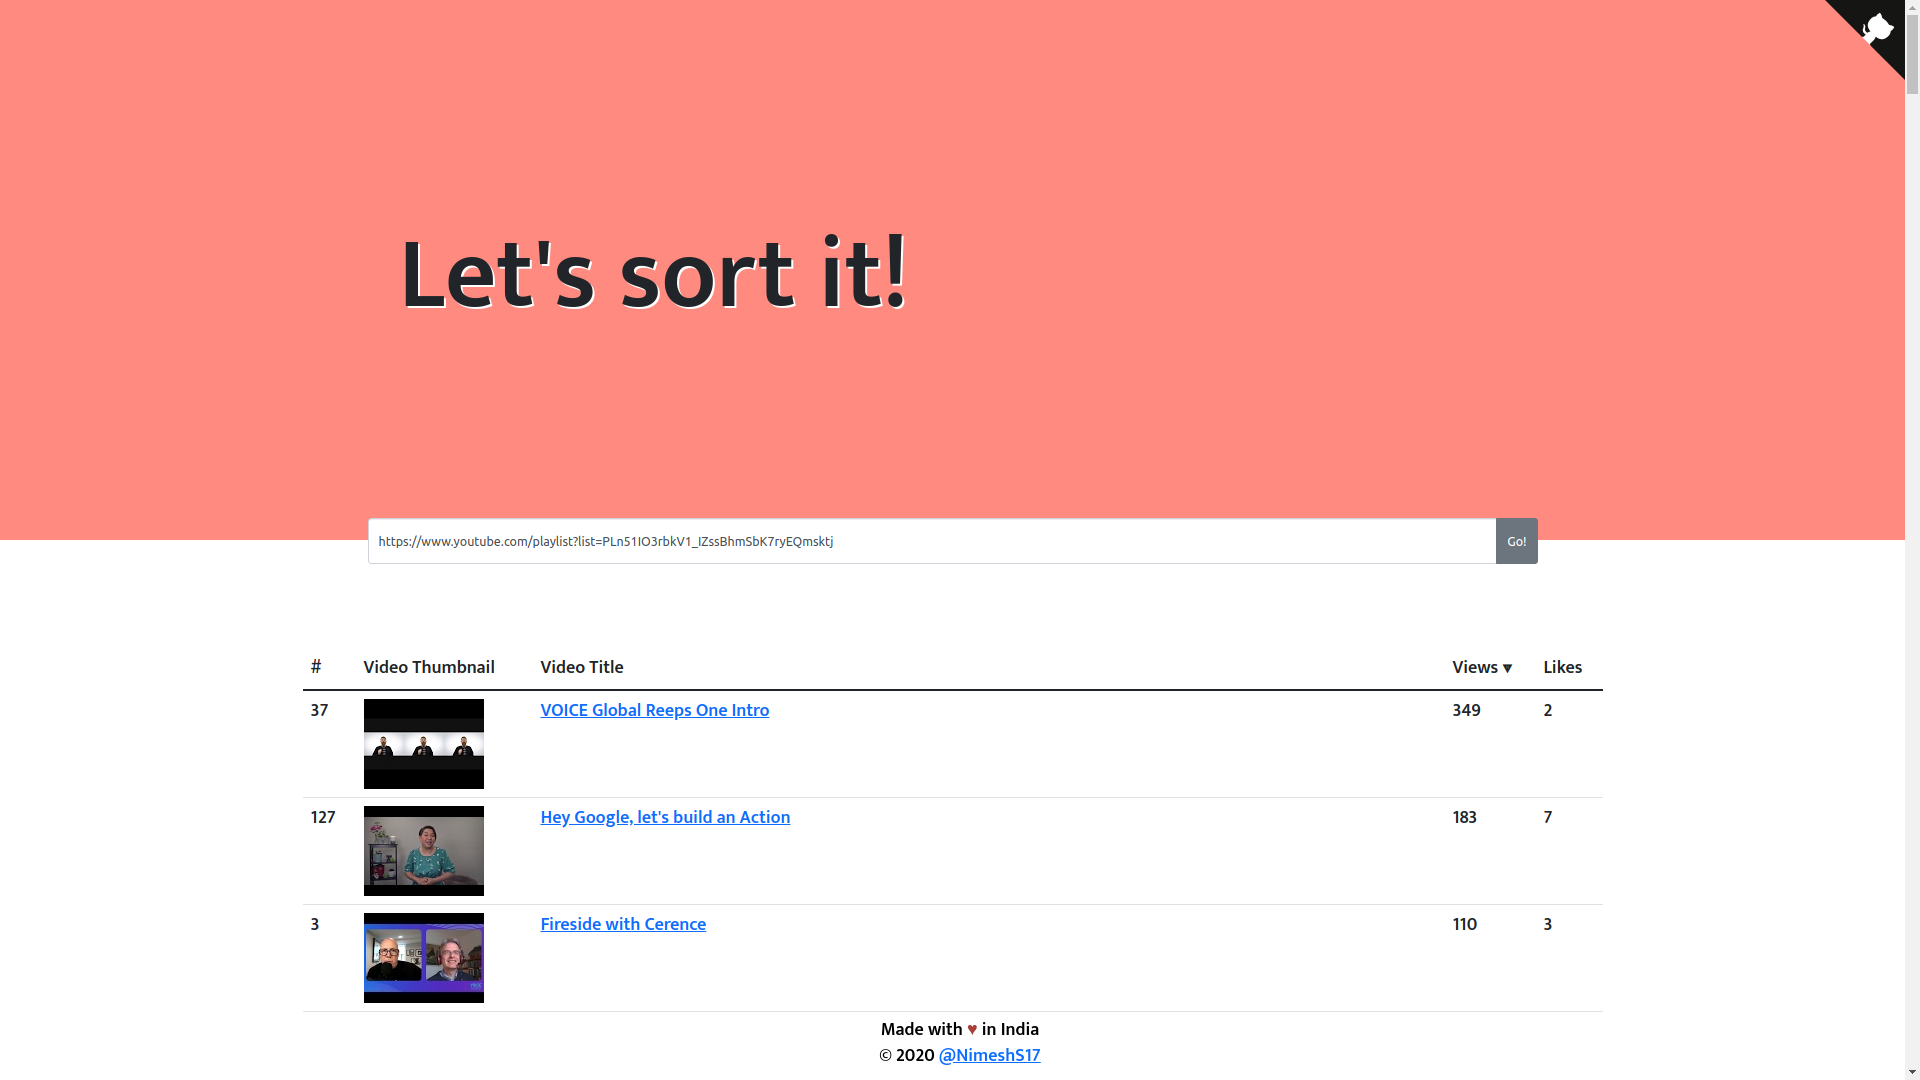 Let's sort it!
https://www.youtube.com/playlist?list=PLn51IO3rbkV1_IZssBhmSbK7ryEQmsktj
Go!
# Video Thumbnail Video Title Views ▼ Likes
37 VOICE Global Reeps One Intro 349 2
127 Hey Google, let's build an Action 183 7
3 Fireside with Cerence 110 3
Made with ♥ in India
© 2020 @NimeshS17